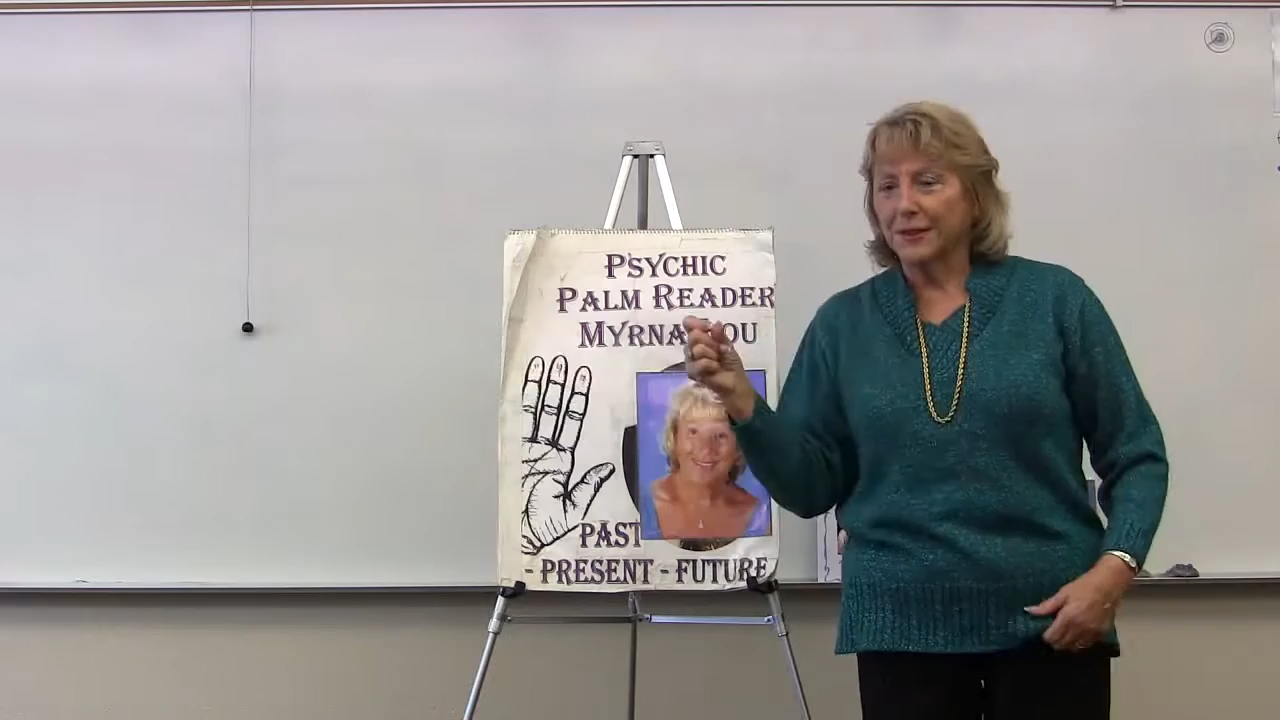 PSYCHIC
PALM READER
MYRNA
PAST
- PRESENT - FUTURE